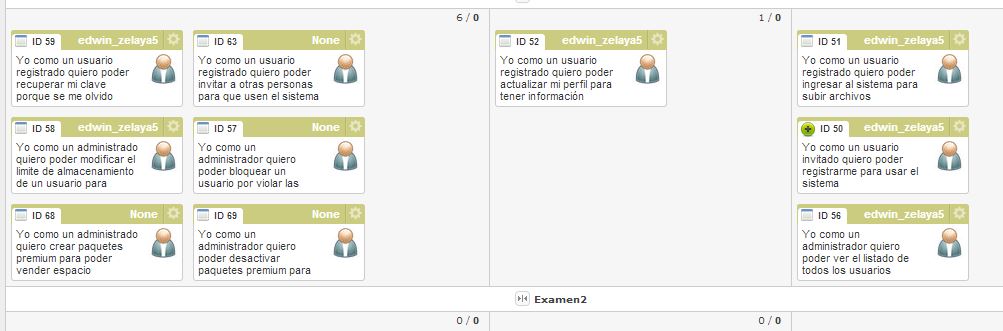 6 / 0
1 / 0
ID 59 edwin_zelaya5
Yo como un usuario
registrado quiero poder
recuperar mi clave
porque se me olvido
ID 63 None
Yo como un usuario
registrado quiero poder
invitar a otras personas
para que usen el sistema
ID 52 edwin_zelaya5
Yo como un usuario
registrado quiero poder
actualizar mi perfil para
tener información
ID 51 edwin_zelaya5
Yo como un usuario
registrado quiero poder
ingresar al sistema para
subir archivos
ID 58 edwin_zelaya5
Yo como un administrado
quiero poder modificar el
limite de almacenamiento
de un usuario para
ID 57 None
Yo como un
administrador quiero
poder bloquear un
usuario por violar las
ID 50 edwin_zelaya5
Yo como un usuario
invitado quiero poder
registrarme para usar el
sistema
ID 68 None
Yo como un administrado
quiero crear paquetes
premium para poder
vender espacio
ID 69 None
Yo como un
administrador quiero
poder desactivar
paquetes premium para
ID 56 edwin_zelaya5
Yo como un
administrador quiero
poder ver el listado de
todos los usuarios
Examen2
0 / 0
0 / 0